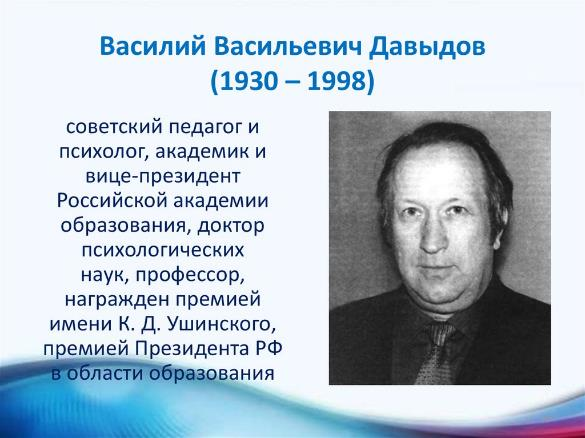 Василий Васильевич Давыдов
(1930 – 1998)
советский педагог и
психолог, академик и
вице-президент
Российской академии
образования, доктор
психологических
наук, профессор,
награжден премией
имени К. Д. Ушинского,
премией Президента РФ
в области образования